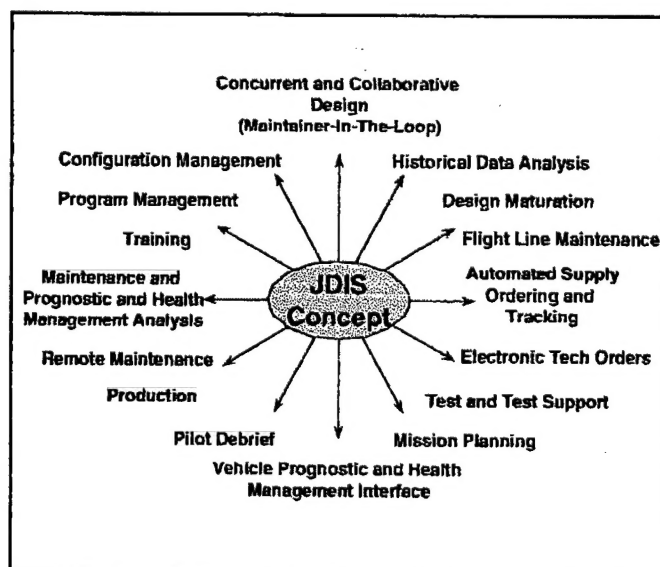 Concurrent and Collaborative
Design
(Maintainer-In-The-Loop)
Configuration Management
Historical Data Analysis
Program Management
Design Maturation
Training
Flight Line Maintenance
Maintenance and
Prognostic and Health
Management Analysis
JDIS
Concept
Automated Supply
Ordering and
Tracking
Remote Maintenance
Electronic Tech Orders
Production
Test and Test Support
Pilot Debrief
Mission Planning
Vehicle Prognostic and Health
Management Interface